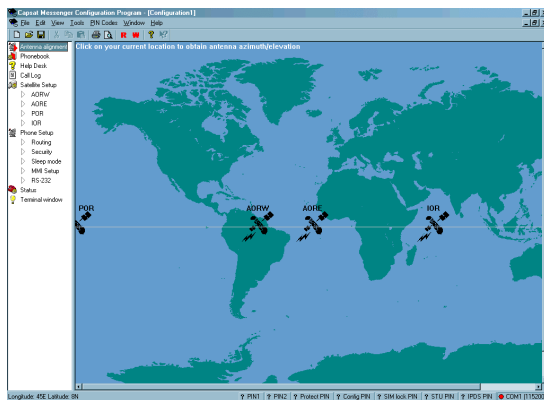 Capsat Messenger Configuration Program - [Configuration1]
File Edit View Tools PIN Codes Window Help
R W
Antenna alignment
Phonebook
Help Desk
Call Log
Satellite Setup
AORW
AORE
POR
IOR
Phone Setup
Routing
Security
Sleep mode
MMI Setup
RS-232
Status
Terminal window
Click on your current location to obtain antenna azimuth/elevation
POR
AORW
AORE
IOR
Longitude: 45E Latitude: 8N
? PIN1 ? PIN2 ? Protect PIN ? Config PIN ? SIM lock PIN ? STU PIN ? IPDS PIN COM1 (115200